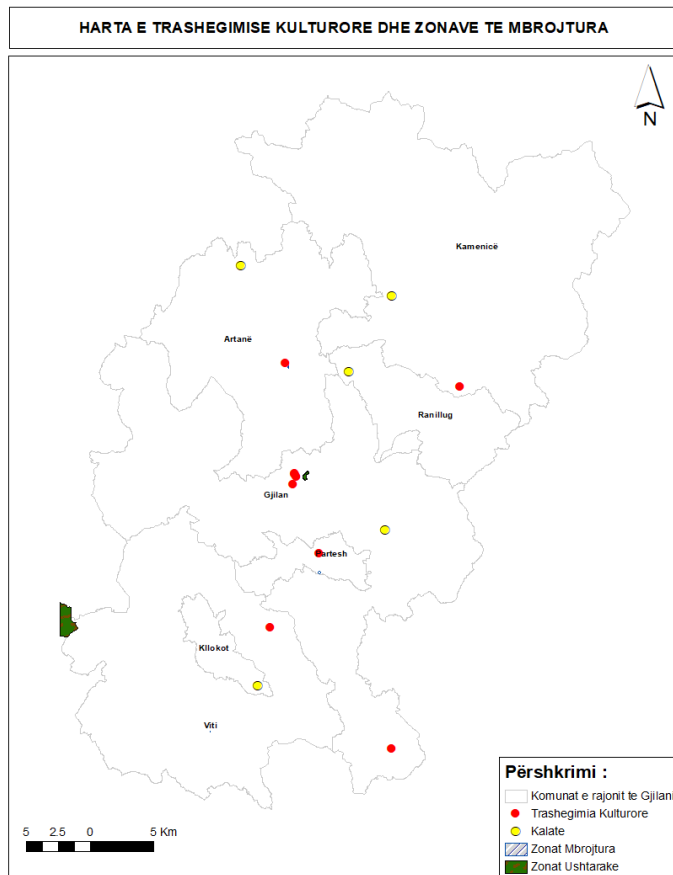 HARTA E TRASHEGIMISE KULTURORE DHE ZONAVE TE MBROJTURA
N
Kamenicë
Artanë
Ranillug
Gjilan
Partesh
Kllokot
Viti
Përshkrimi :
Komunat e rajonit te Gjilani
Trashegimia Kulturore
Kalate
Zonat Mbrojtura
Zonat Ushtarake
5 2.5 0 5 Km